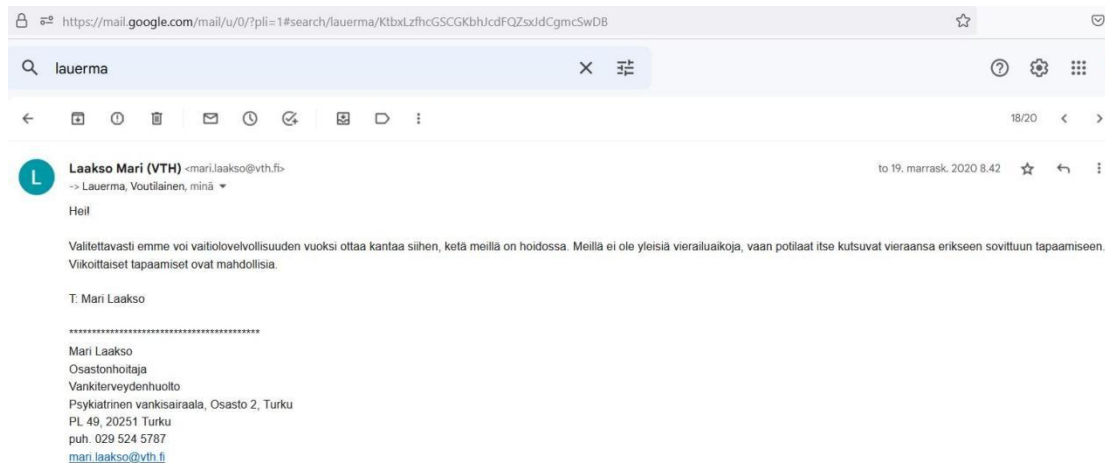 https://mail.google.com/mail/u/0/?pli=1#search/lauerma/KtbxLzfhcGSCGKbhJcdFQZsxJdCgmcSwDB
lauerma
18/20
L
Laakso Mari (VTH) <mari.laakso@vth.fi>
to 19. marrask. 2020 8.42
-> Lauerma, Voutilainen, minä
Hei!
Valitettavasti emme voi vaitiolovelvollisuuden vuoksi ottaa kantaa siihen, ketä meillä on hoidossa. Meillä ei ole yleisiä vierailuaikoja, vaan potilaat itse kutsuvat vieraansa erikseen sovittuun tapaamiseen.
Viikoittaiset tapaamiset ovat mahdollisia.
T: Mari Laakso
******************************************
Mari Laakso
Osastonhoitaja
Vankiterveydenhuolto
Psykiatrinen vankisairaala, Osasto 2, Turku
PL 49, 20251 Turku
puh. 029 524 5787
mari.laakso@vth.fi